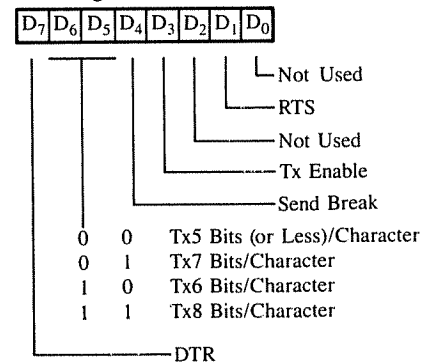 D7 D6 D5 D4 D3 D2 D1 D0
Not Used
RTS
Not Used
Tx Enable
Send Break
0 0 Tx5 Bits (or Less)/Character
0 1 Tx7 Bits/Character
1 0 Tx6 Bits/Character
1 1 Tx8 Bits/Character
DTR